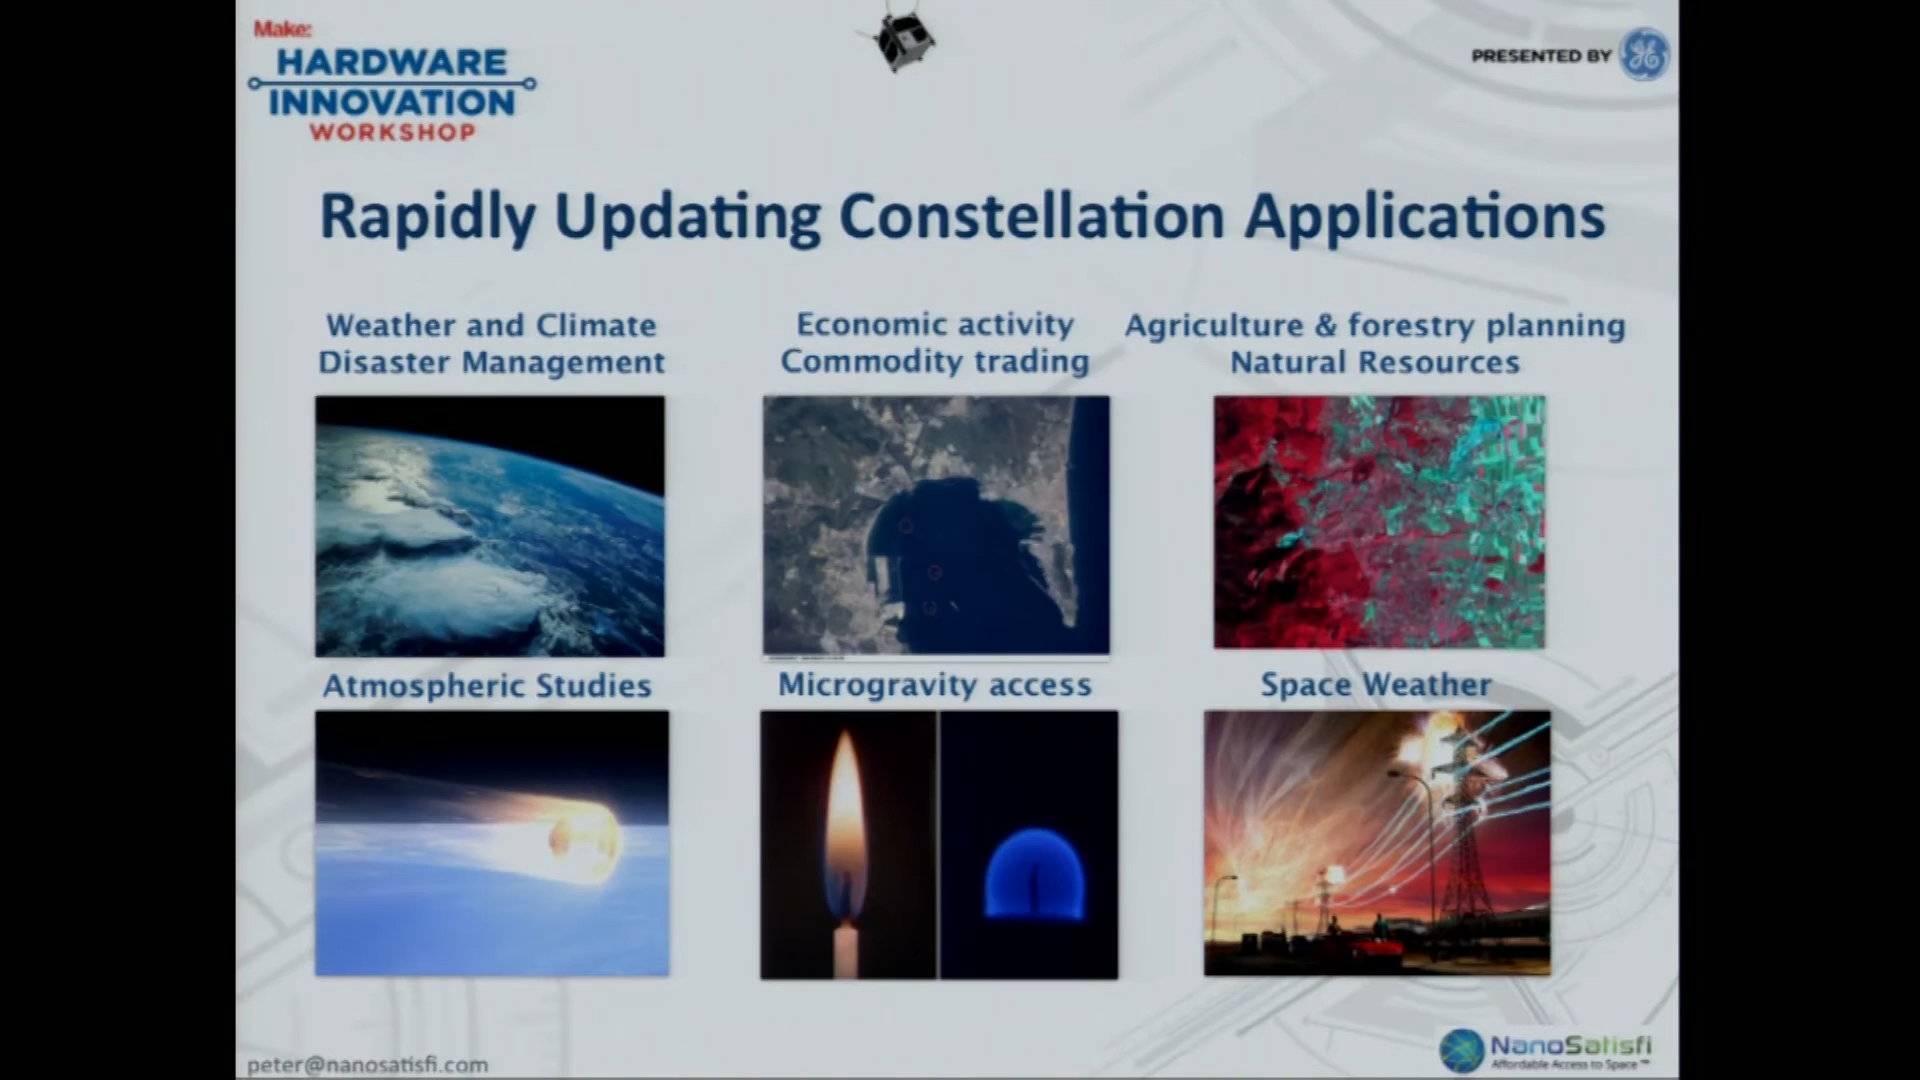 Make:
HARDWARE
INNOVATION
WORKSHOP
PRESENTED BY
Rapidly Updating Constellation Applications
Weather and Climate
Disaster Management
Economic activity
Commodity trading
Agriculture & forestry planning
Natural Resources
Atmospheric Studies
Microgravity access
Space Weather
peter@nanosatisfi.com
NanoSatisfi
Affordable Access to Space™